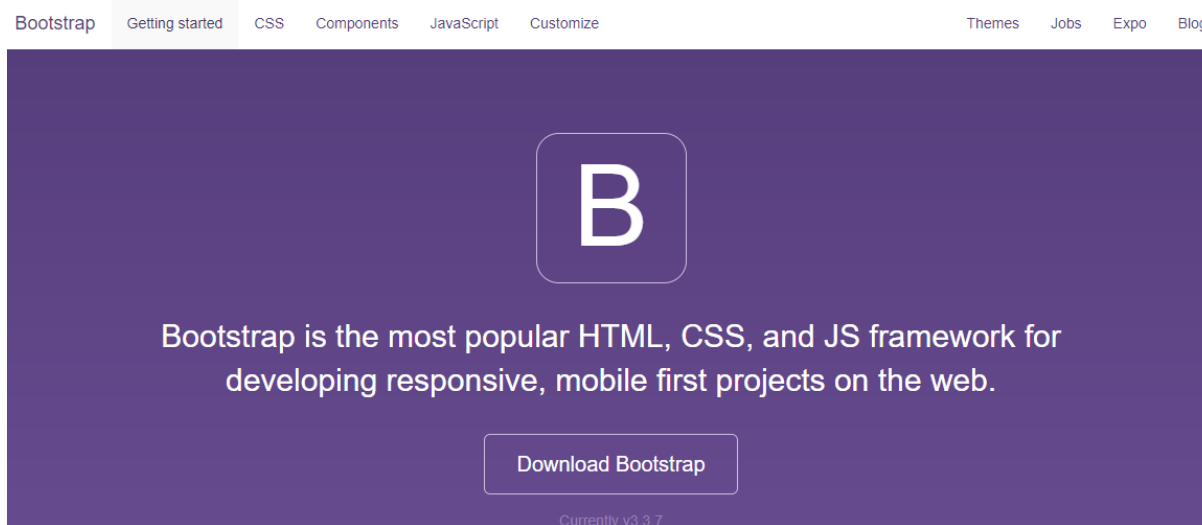 Bootstrap Getting started CSS Components JavaScript Customize Themes Jobs Expo Blog
B
Bootstrap is the most popular HTML, CSS, and JS framework for
developing responsive, mobile first projects on the web.
Download Bootstrap
Currently v3.3.7